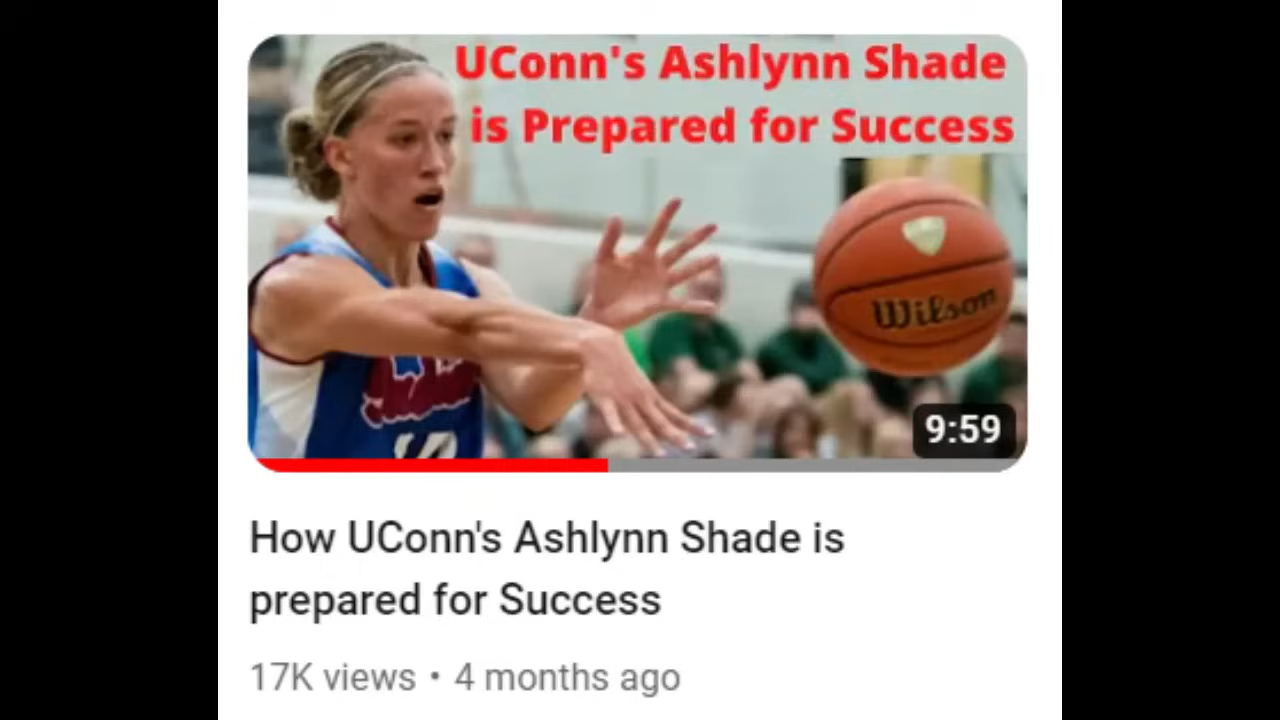 UConn's Ashlynn Shade
is Prepared for Success
Wilson
9:59
How UConn's Ashlynn Shade is
prepared for Success
17K views • 4 months ago